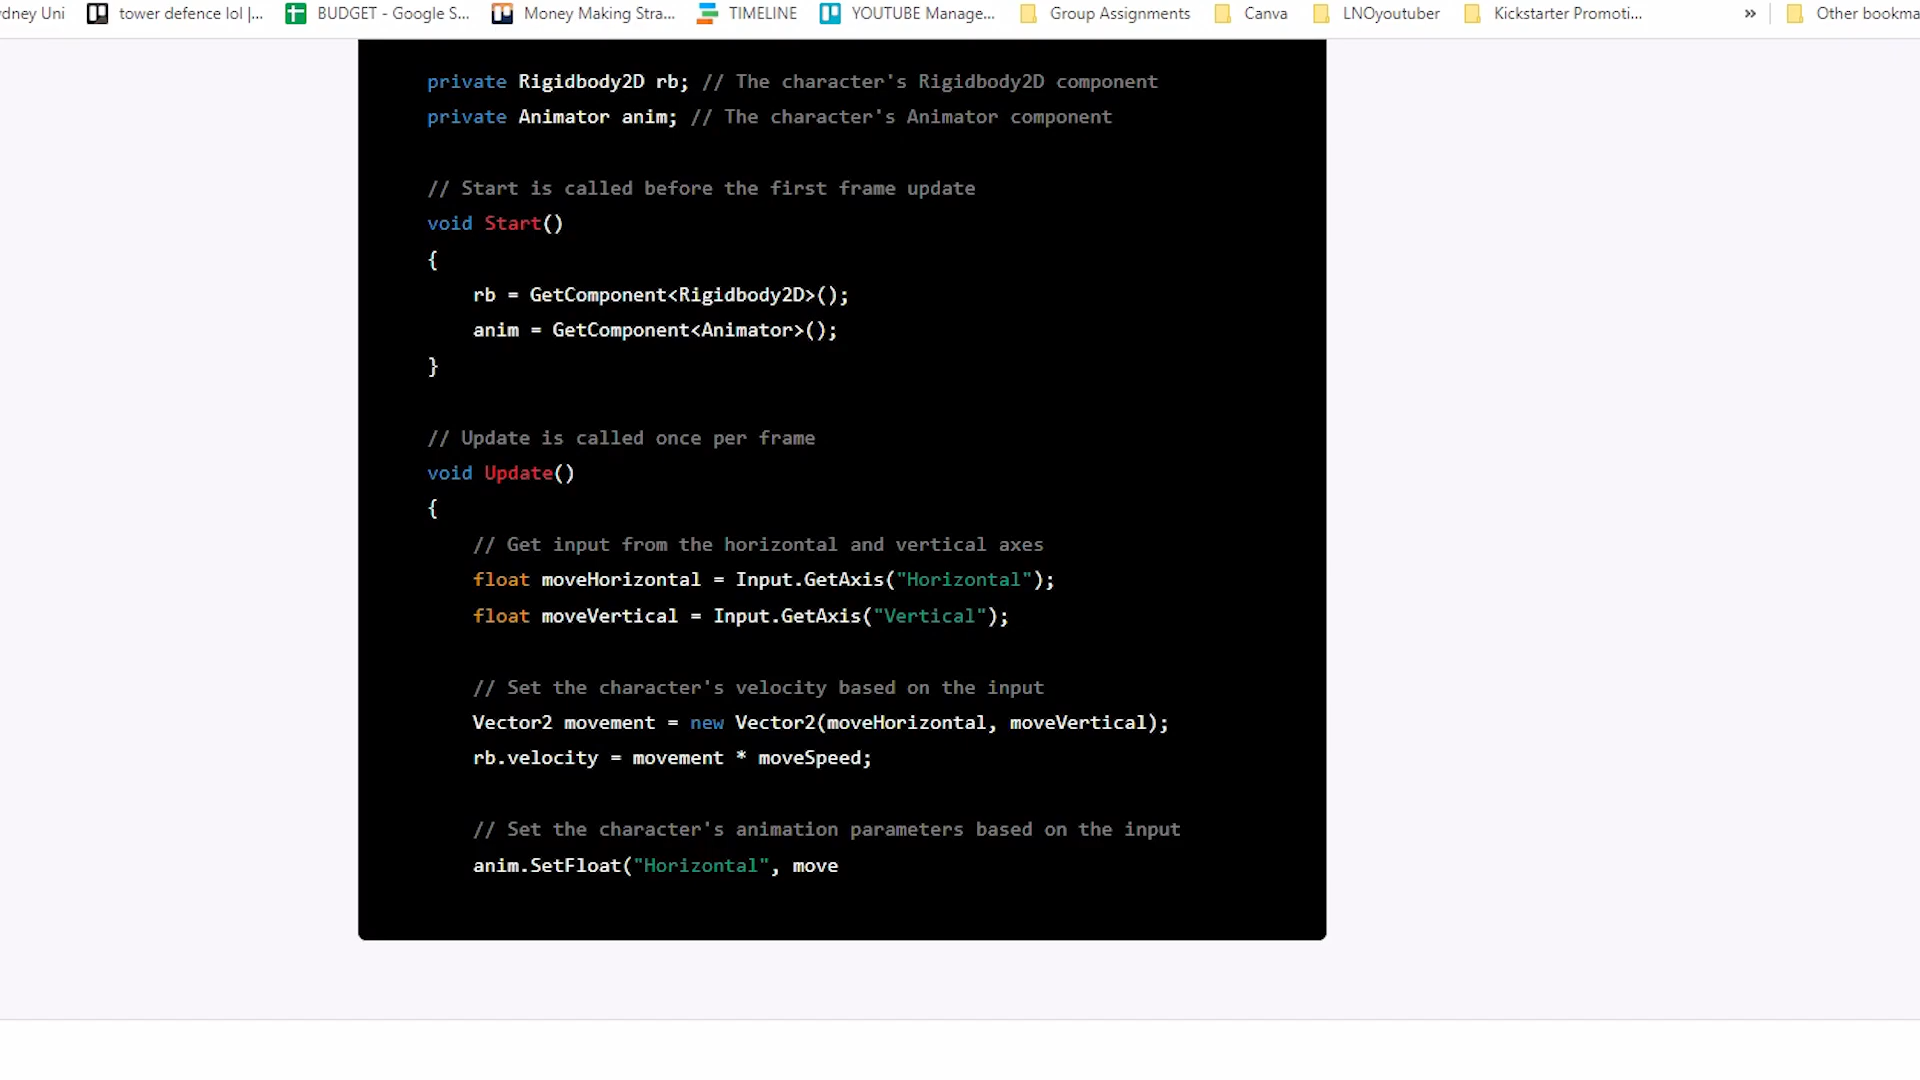 ydney Uni tower defence lol |... BUDGET - Google S... Money Making Stra... TIMELINE YOUTUBE Manage... Group Assignments Canva LNOyoutuber Kickstarter Promoti... » Other bookma
private Rigidbody2D rb; // The character's Rigidbody2D component
private Animator anim; // The character's Animator component
// Start is called before the first frame update
void Start()
{
rb = GetComponent<Rigidbody2D>();
anim = GetComponent<Animator>();
}
// Update is called once per frame
void Update()
{
// Get input from the horizontal and vertical axes
float moveHorizontal = Input.GetAxis("Horizontal");
float moveVertical = Input.GetAxis("Vertical");
// Set the character's velocity based on the input
Vector2 movement = new Vector2(moveHorizontal, moveVertical);
rb.velocity = movement * moveSpeed;
// Set the character's animation parameters based on the input
anim.SetFloat("Horizontal", move